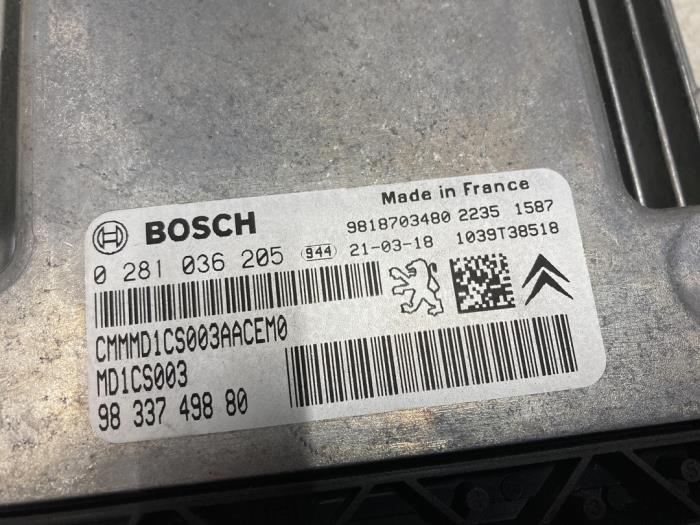 Made in France
BOSCH
9818703480 2235 1587
0 281 036 205 944 21-03-18 1039T38518
CMMMD1CS003AACEM0
MD1CS003
98 337 498 80